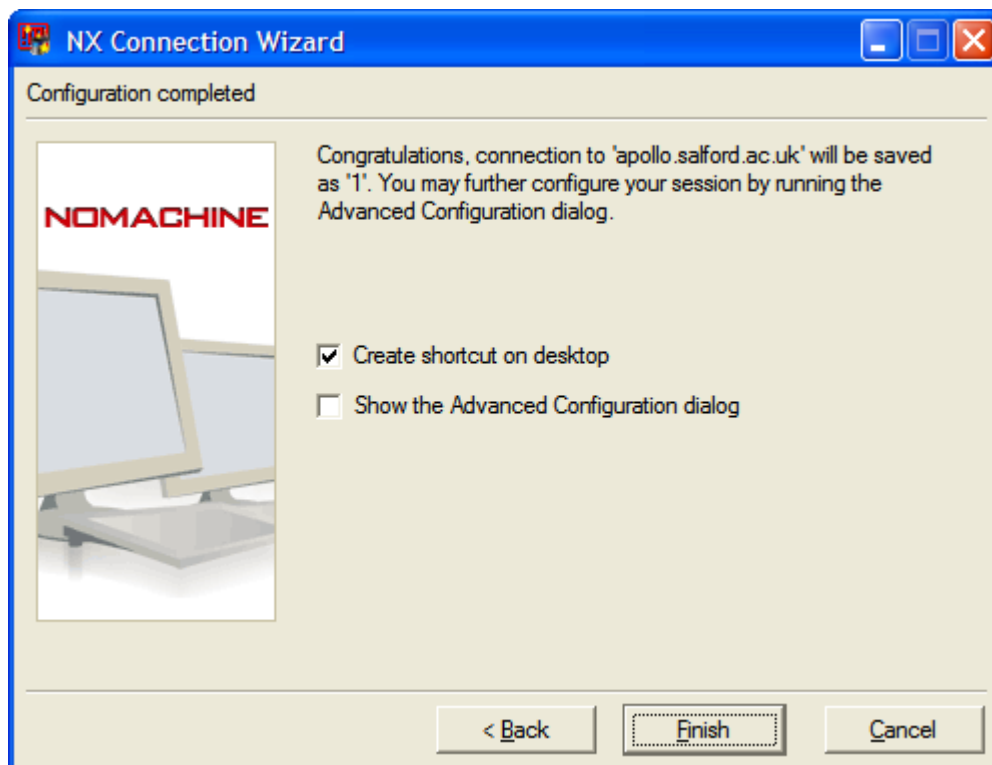 NX Connection Wizard
Configuration completed
NOMACHINE
Congratulations, connection to 'apollo.salford.ac.uk' will be saved
as '1'. You may further configure your session by running the
Advanced Configuration dialog.
Create shortcut on desktop
Show the Advanced Configuration dialog
< Back
Finish
Cancel